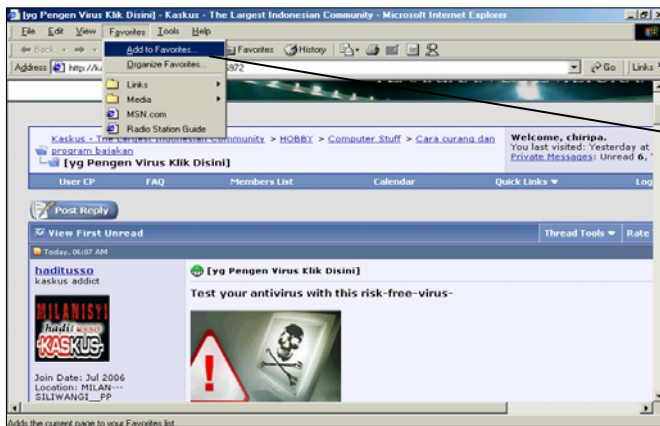 [yg Pengen Virus Klik Disini] - Kaskus - The Largest Indonesian Community - Microsoft Internet Explorer
File Edit View Favorites Tools Help
Back
Add to Favorites...
Favorites History
Organize Favorites...
Address http://k
5972
Go Links
Links
Media
MSN.com
Radio Station Guide
Kaskus - The Largest Indonesian Community > HOBBY > Computer Stuff > Cara curang dan
program bajakan
[yg Pengen Virus Klik Disini]
Welcome, chiripa.
You last visited: Yesterday at
Private Messages: Unread 6,
User CP FAQ Members List Calendar Quick Links Log
Post Reply
View First Unread Thread Tools Rate
Today, 06:07 AM
haditusso
kaskus addict
[yg Pengen Virus Klik Disini]
Test your antivirus with this risk-free-virus-
MILANISTI
hadit usso
KASKUS
Join Date: Jul 2006
Location: MILAN---
SILIWANGI__PP
Adds the current page to your Favorites list.